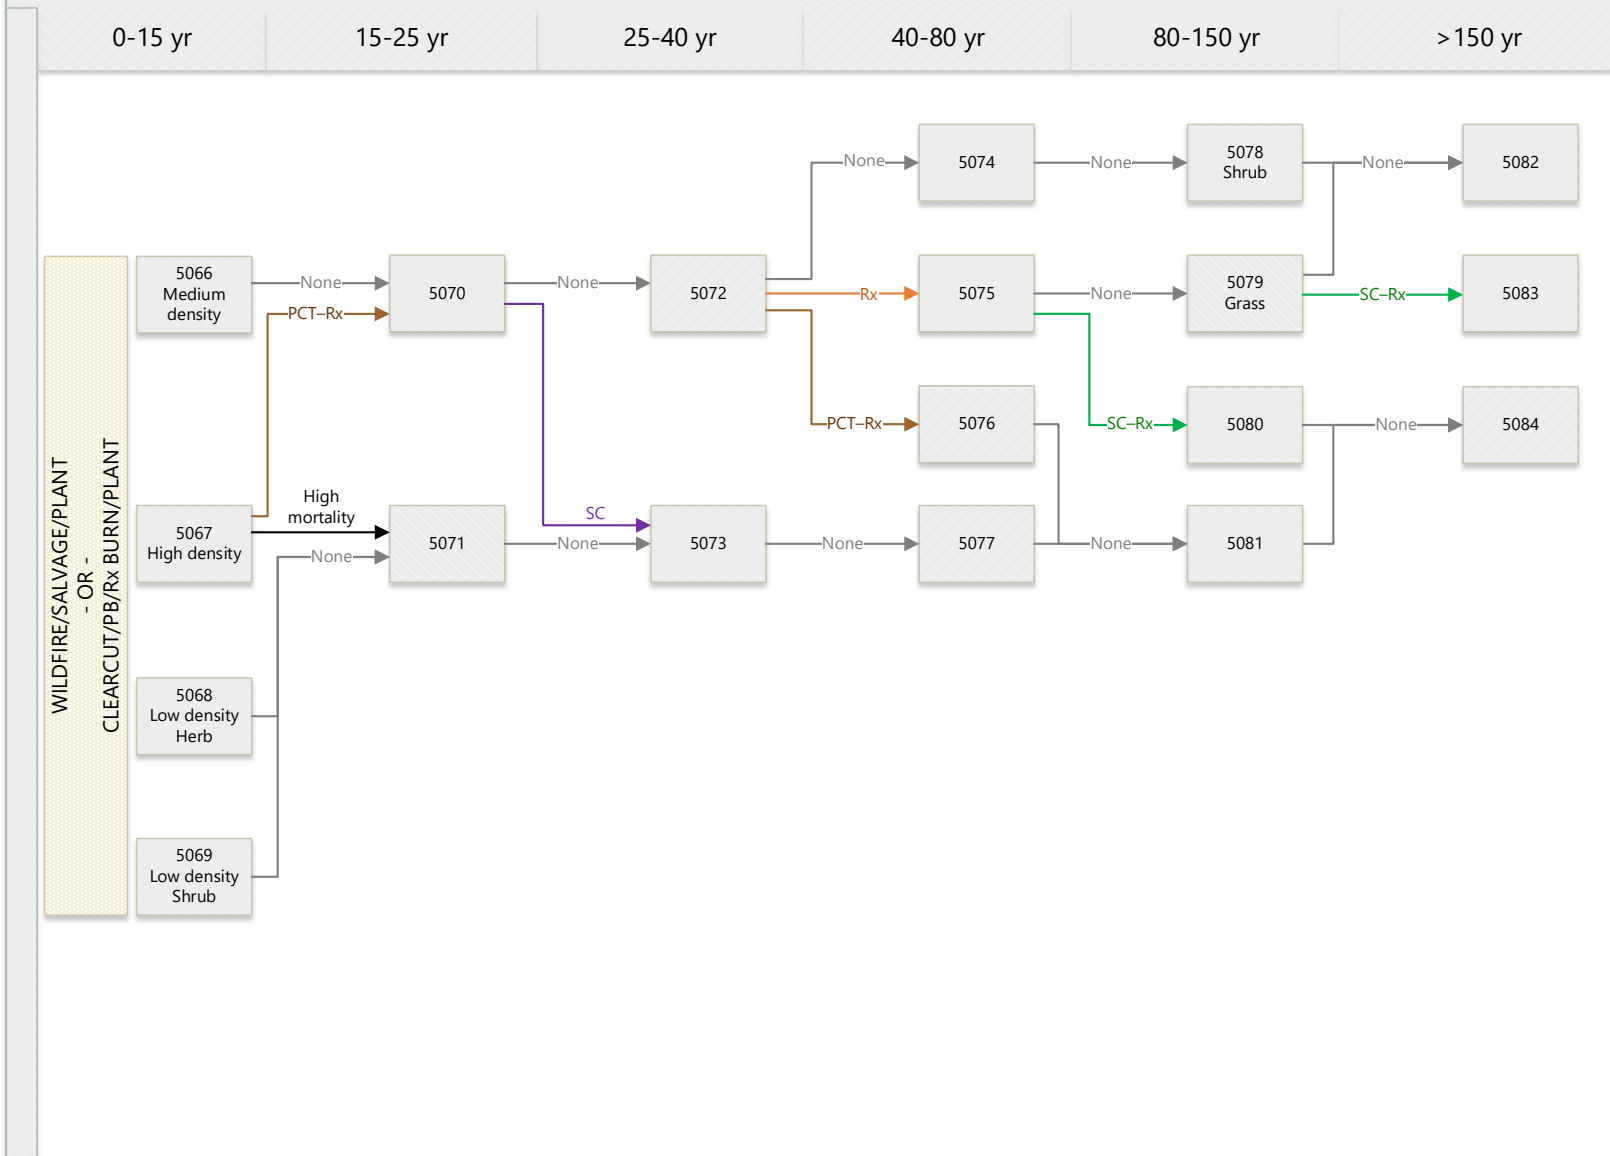 0-15 yr
15-25 yr
25-40 yr
40-80 yr
80-150 yr
>150 yr
WILDFIRE/SALVAGE/PLANT
- OR -
CLEARCUT/PB/Rx BURN/PLANT
5066
Medium
density
5067
High density
5068
Low density
Herb
5069
Low density
Shrub
None
PCT–Rx
High
mortality
None
5070
5071
None
SC
None
5072
5073
None
Rx
PCT–Rx
None
5074
5075
5076
5077
None
None
SC–Rx
None
5078
Shrub
5079
Grass
5080
5081
None
SC–Rx
None
5082
5083
5084